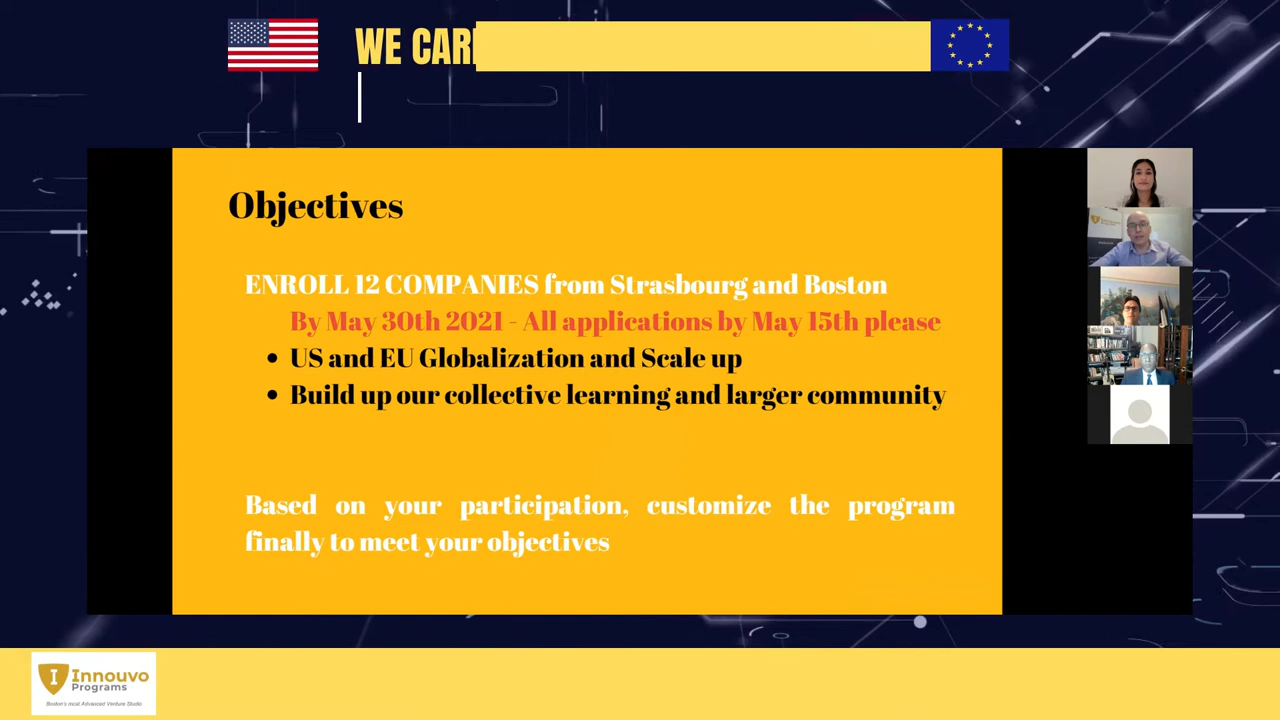 WE CAR
Objectives
ENROLL 12 COMPANIES from Strasbourg and Boston
By May 30th 2021 - All applications by May 15th please
• US and EU Globalization and Scale up
• Build up our collective learning and larger community
Based on your participation, customize the program
finally to meet your objectives
I Innouvo
Programs
Boston's most Advanced Venture Studio